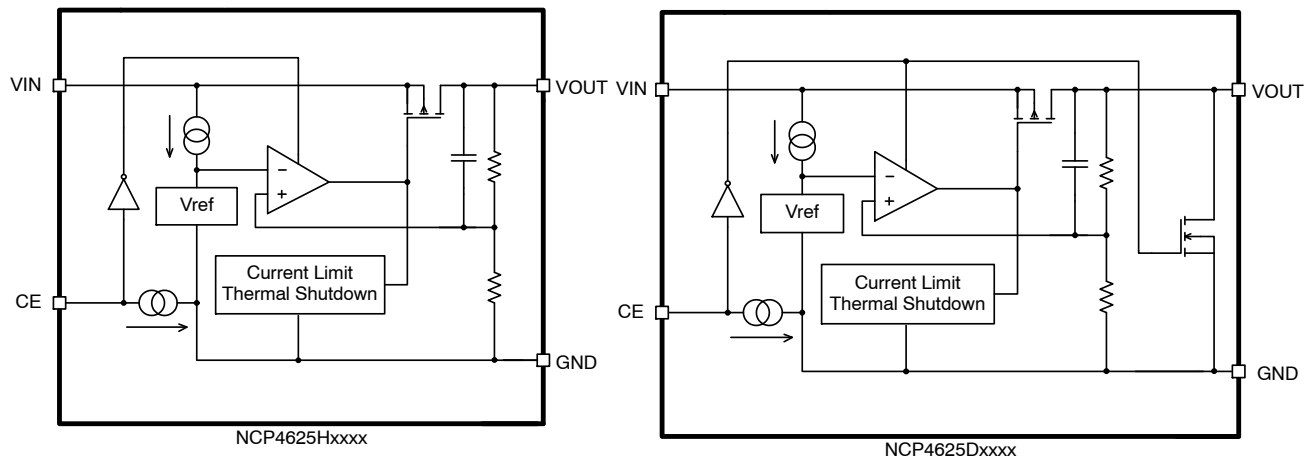 VIN
VOUT
−
+
Vref
Current Limit
Thermal Shutdown
CE
GND
NCP4625Hxxxx
VIN
VOUT
−
+
Vref
Current Limit
Thermal Shutdown
CE
GND
NCP4625Dxxxx